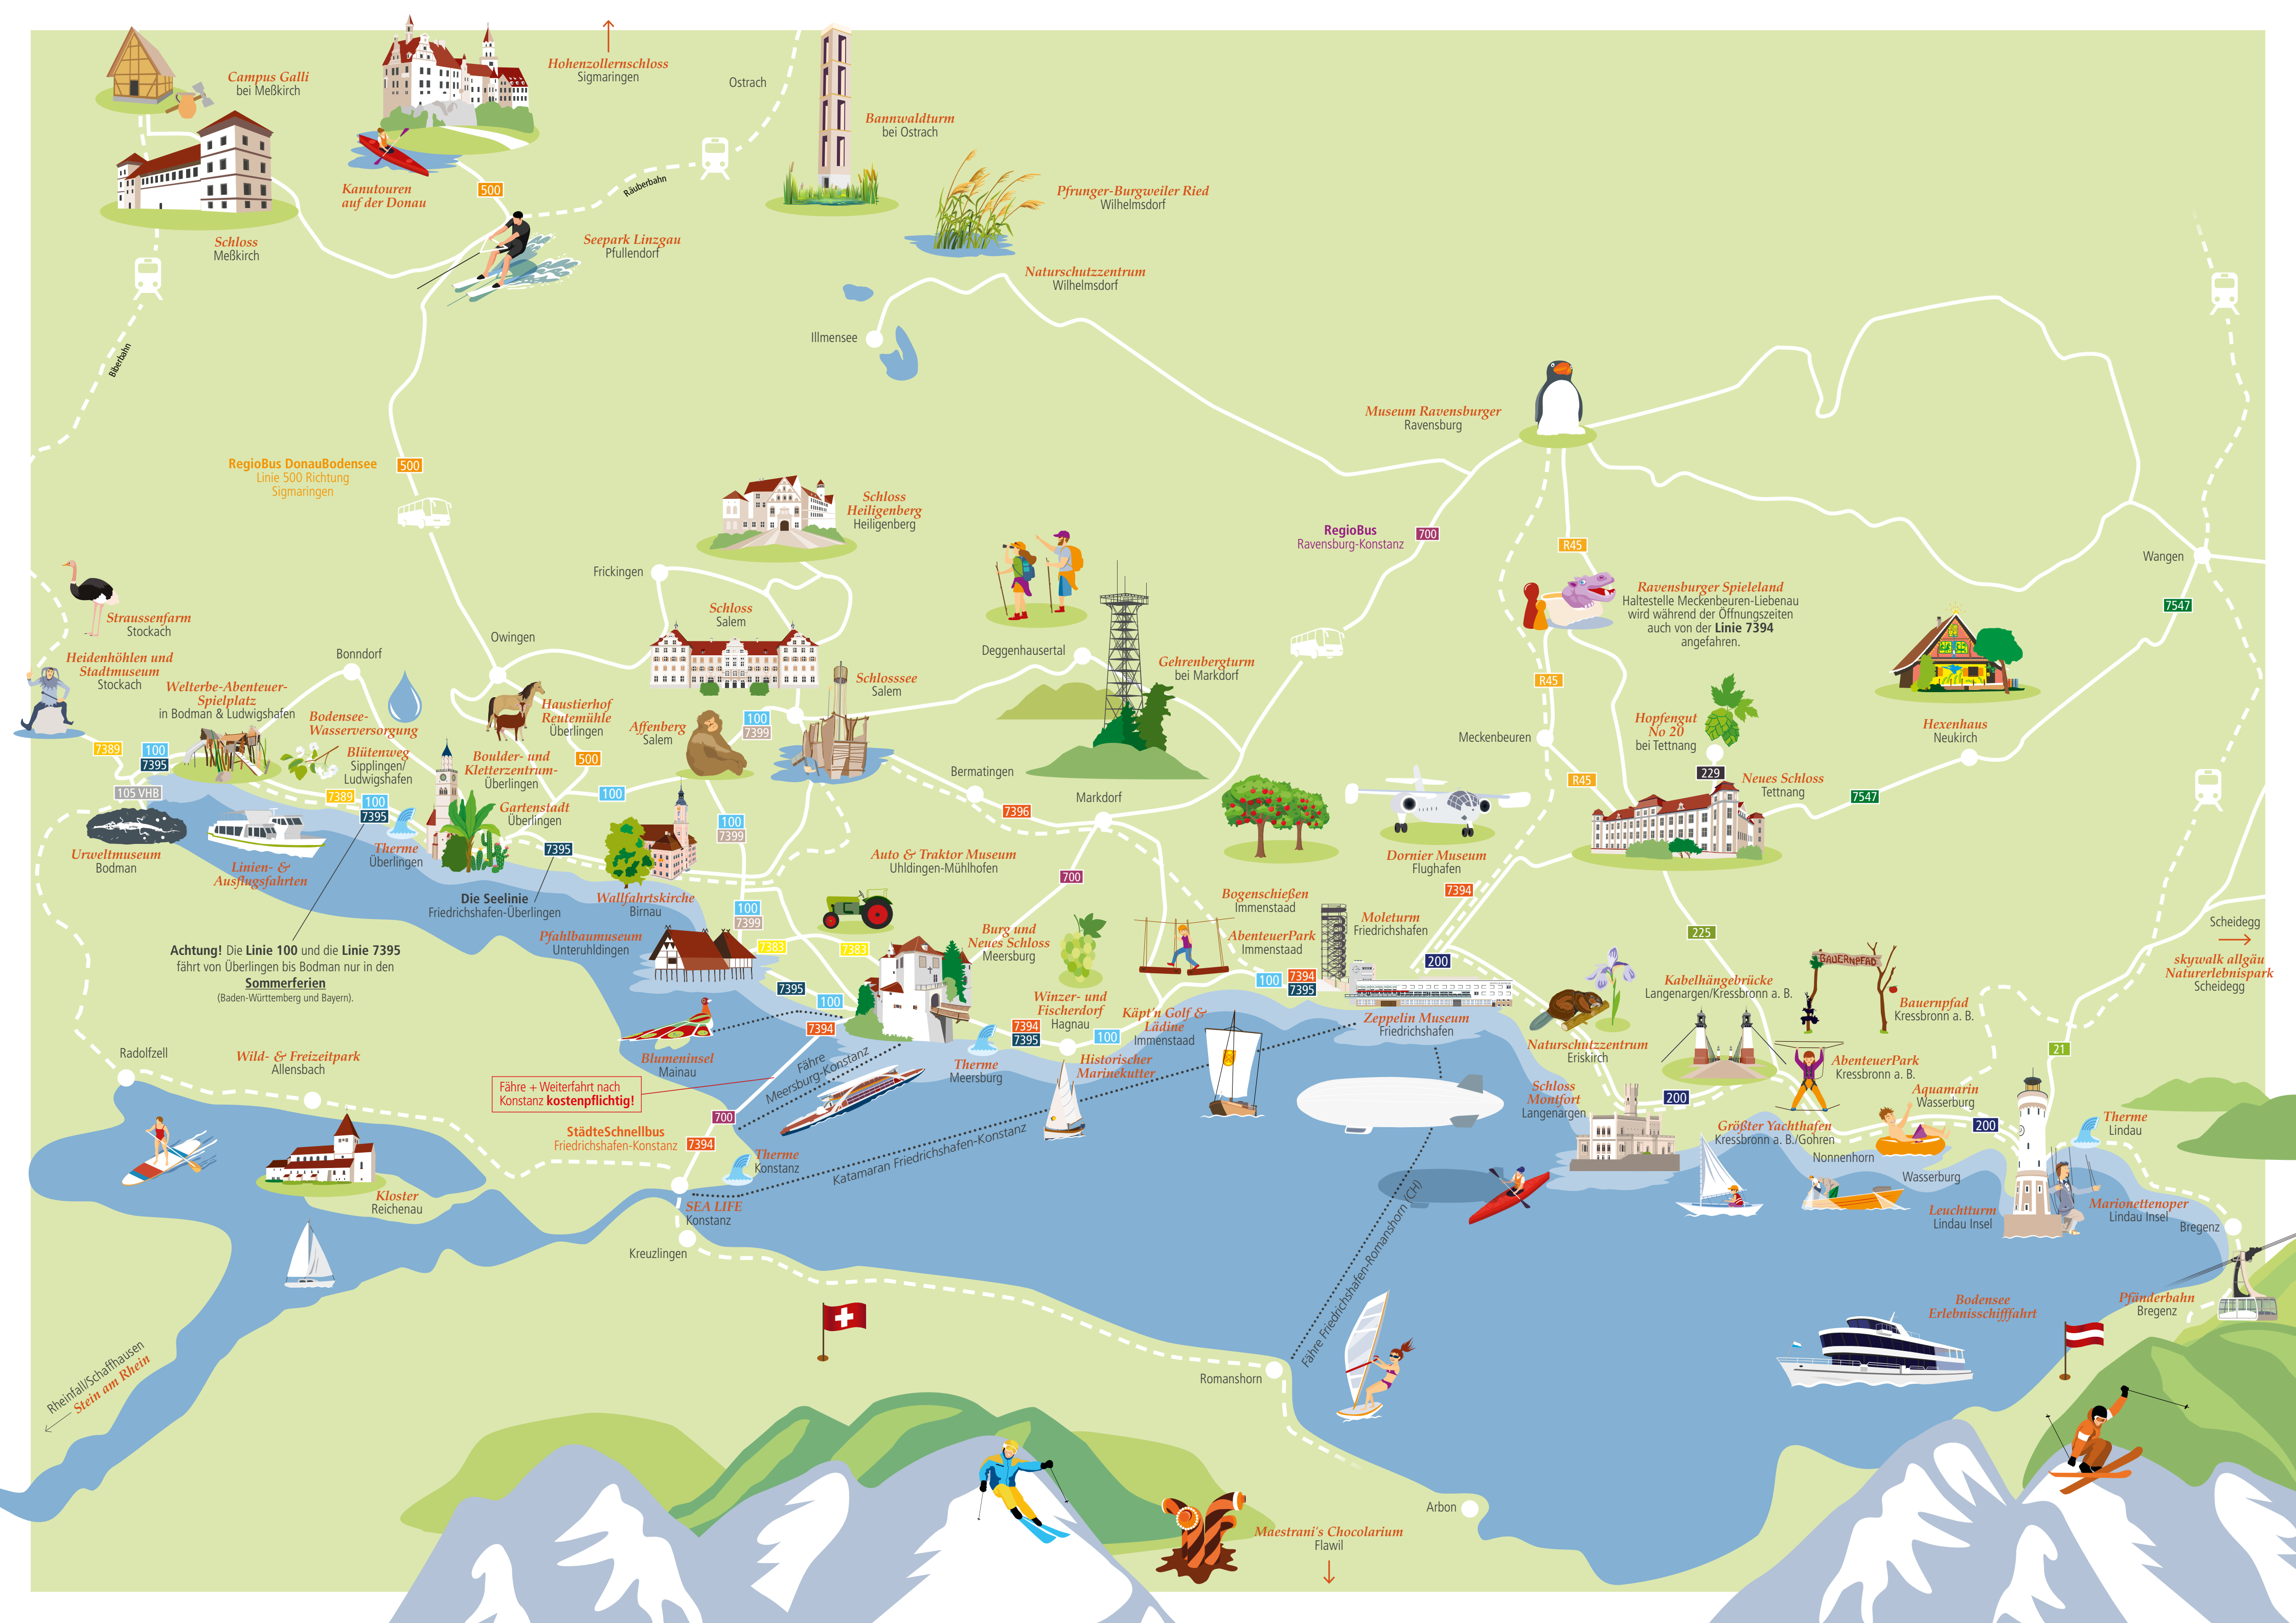 Campus Galli
bei Meßkirch
Hohenzollernschloss
Sigmaringen
Ostrach
Bannwaldturm
bei Ostrach
Kanutouren
auf der Donau
500
Räuberbahn
Pfrunger-Burgweiler Ried
Wilhelmsdorf
Schloss
Meßkirch
Seepark Linzgau
Pfullendorf
Naturschutzzentrum
Wilhelmsdorf
Illmensee
Biberbahn
Museum Ravensburger
Ravensburg
RegioBus DonauBodensee
Linie 500 Richtung
Sigmaringen
500
Schloss
Heiligenberg
Heiligenberg
RegioBus
Ravensburg-Konstanz
700
R45
Wangen
Frickingen
Ravensburger Spieleland
Haltestelle Meckenbeuren-Liebenau
wird während der Öffnungszeiten
auch von der Linie 7394
angefahren.
7547
Straussenfarm
Stockach
Schloss
Salem
Owingen
Bonndorf
Deggenhausertal
Heidenhöhlen und
Stadtmuseum
Stockach
Gehrenbergturm
bei Markdorf
Schlosssee
Salem
R45
Welterbe-Abenteuer-
Spielplatz
in Bodman & Ludwigshafen
Bodensee-
Wasserversorgung
Haustierhof
Reutemühle
Überlingen
Affenberg
Salem
100
7399
Hopfengut
No 20
bei Tettnang
Hexenhaus
Neukirch
Meckenbeuren
7389
100
7395
Blütenweg
Sipplingen/
Ludwigshafen
Boulder- und
Kletterzentrum-
Überlingen
500
Bermatingen
229
R45
Neues Schloss
Tettnang
105 VHB
7389
100
7395
100
Markdorf
7547
Gartenstadt
Überlingen
7396
100
7399
Urweltmuseum
Bodman
Linien- &
Ausflugsfahrten
Therme
Überlingen
7395
Auto & Traktor Museum
Uhldingen-Mühlhofen
Dornier Museum
Flughafen
700
7394
Die Seelinie
Friedrichshafen-Überlingen
Wallfahrtskirche
Birnau
100
7399
Bogenschießen
Immenstaad
Moleturm
Friedrichshafen
Scheidegg
Pfahlbaumuseum
Unteruhldingen
7383
7383
Burg und
Neues Schloss
Meersburg
AbenteuerPark
Immenstaad
225
Achtung! Die Linie 100 und die Linie 7395
fährt von Überlingen bis Bodman nur in den
Sommerferien
(Baden-Württemberg und Bayern).
200
BAUERNPFAD
skywalk allgäu
Naturerlebnispark
Scheidegg
100
7394
7395
Kabelhängebrücke
Langenargen/Kressbronn a. B.
7395
100
Winzer- und
Fischerdorf
Hagnau
Käpt'n Golf &
Lädine
Immenstaad
Bauernpfad
Kressbronn a. B.
Zeppelin Museum
Friedrichshafen
7394
7394
7395
100
Naturschutzzentrum
Eriskirch
21
Radolfzell
Wild- & Freizeitpark
Allensbach
Blumeninsel
Mainau
Fähre
Meersburg-Konstanz
Therme
Meersburg
Historischer
Marinekutter
AbenteuerPark
Kressbronn a. B.
Fähre + Weiterfahrt nach
Konstanz kostenpflichtig!
700
Schloss
Montfort
Langenargen
200
Aquamarin
Wasserburg
StädteSchnellbus
Friedrichshafen-Konstanz
7394
Größter Yachthafen
Kressbronn a. B./Gohren
200
Therme
Lindau
Therme
Konstanz
Katamaran Friedrichshafen-Konstanz
Nonnenhorn
Wasserburg
Kloster
Reichenau
SEA LIFE
Konstanz
Leuchtturm
Lindau Insel
Marionettenoper
Lindau Insel
Bregenz
Kreuzlingen
Fähre Friedrichshafen-Romanshorn (CH)
Bodensee
Erlebnisschifffahrt
Pfänderbahn
Bregenz
Rheinfall/Schaffhausen
Stein am Rhein
Romanshorn
Arbon
Maestrani's Chocolarium
Flawil